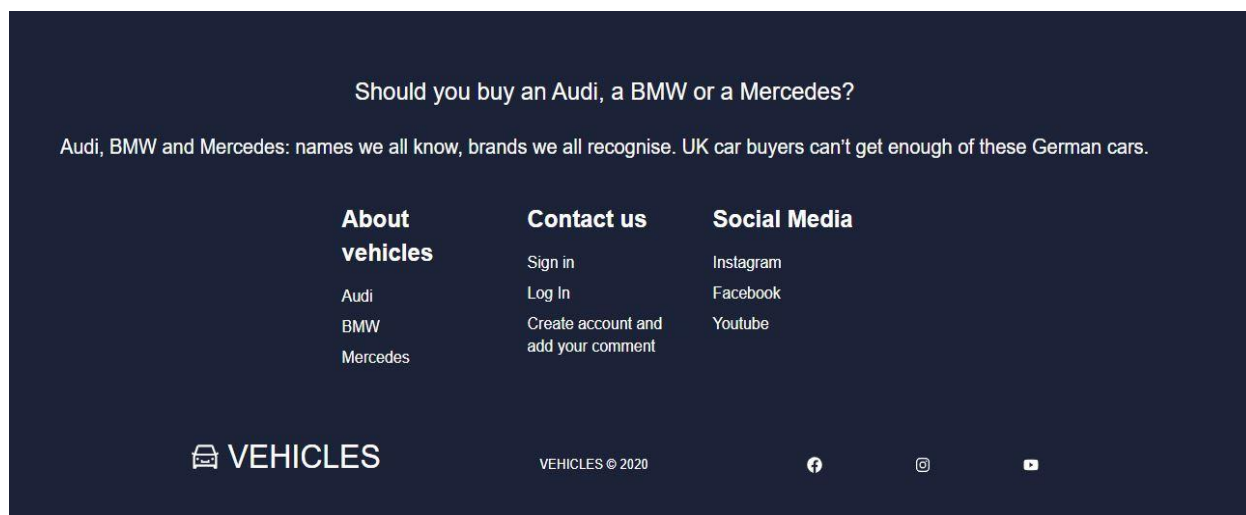 Should you buy an Audi, a BMW or a Mercedes?
Audi, BMW and Mercedes: names we all know, brands we all recognise. UK car buyers can’t get enough of these German cars.
About
vehicles
Audi
BMW
Mercedes
Contact us
Sign in
Log In
Create account and
add your comment
Social Media
Instagram
Facebook
Youtube
VEHICLES
VEHICLES © 2020